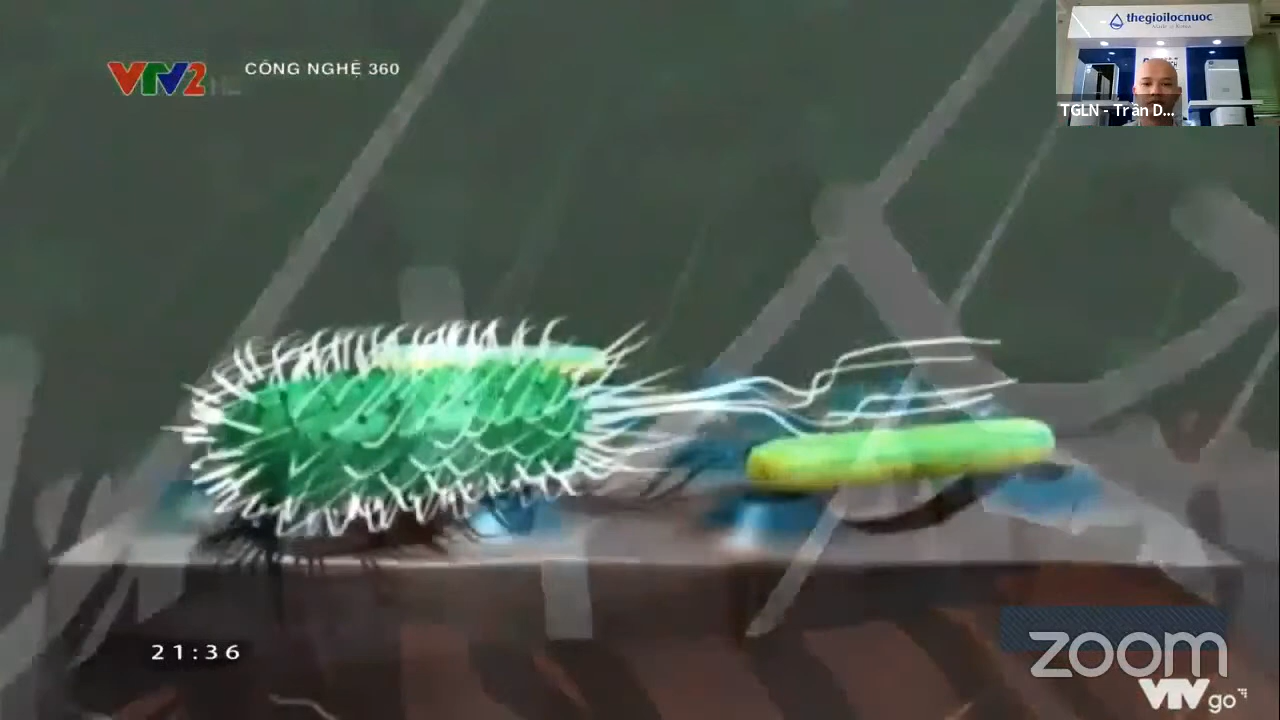 VTV2
CÔNG NGHỆ 360
thegioilocnuoc
TGLN - Trần D...
21:36
zoom
VTVgo